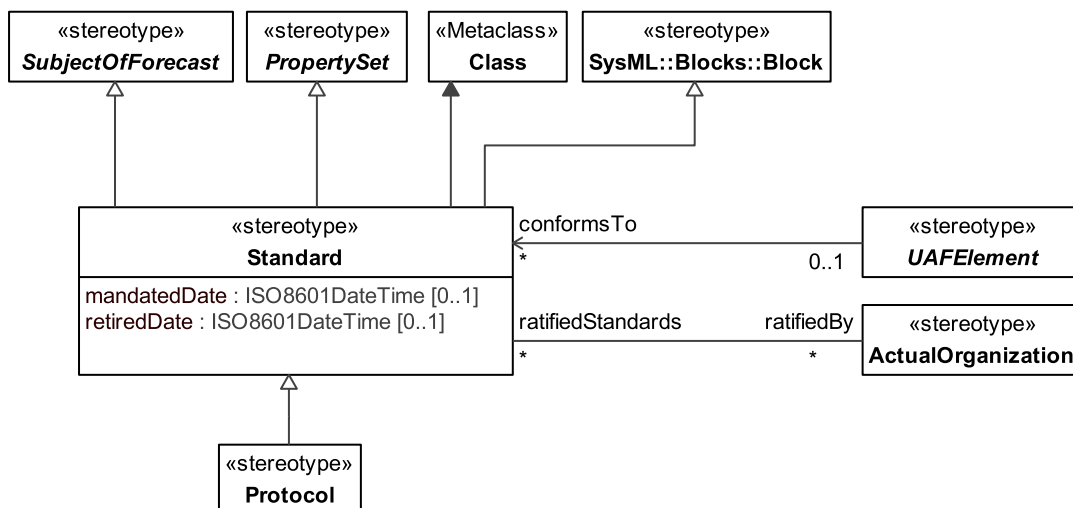 «stereotype»
SubjectOfForecast
«stereotype»
PropertySet
«Metaclass»
Class
«stereotype»
SysML::Blocks::Block
«stereotype»
Standard
mandatedDate : ISO8601DateTime [0..1]
retiredDate : ISO8601DateTime [0..1]
conformsTo
*
0..1
«stereotype»
UAFElement
ratifiedStandards
*
ratifiedBy
*
«stereotype»
ActualOrganization
«stereotype»
Protocol